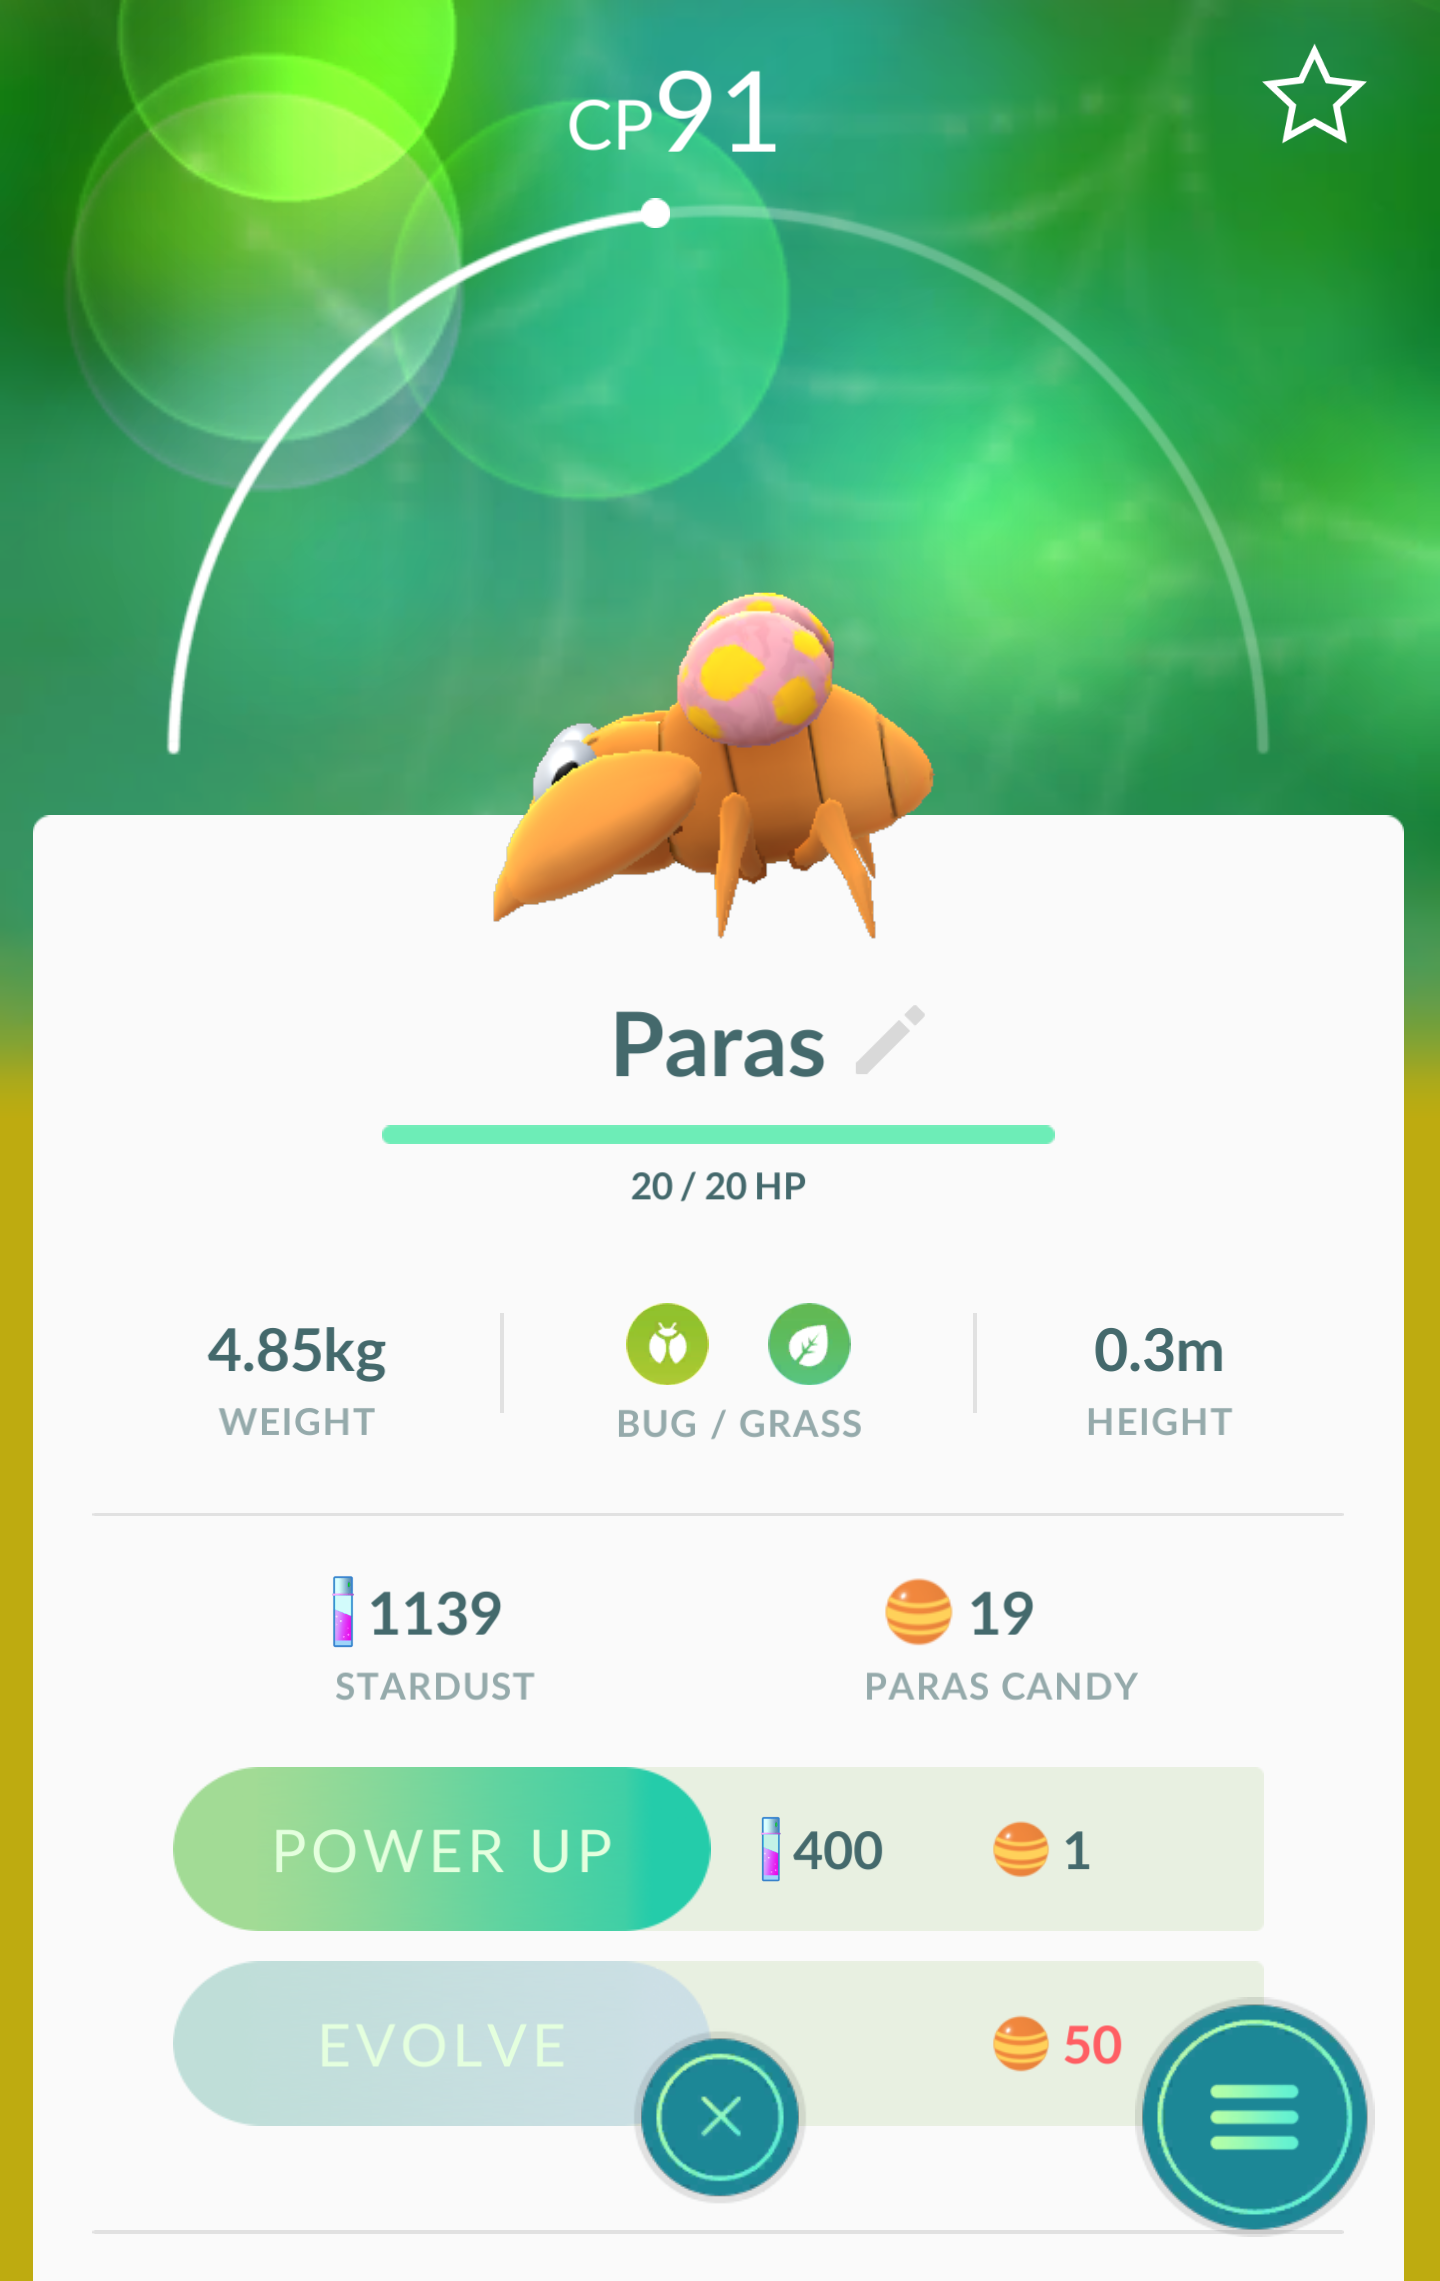 CP91
Paras
20 / 20 HP
4.85kg
WEIGHT
BUG / GRASS
0.3m
HEIGHT
1139
STARDUST
19
PARAS CANDY
POWER UP 400 1
EVOLVE 50